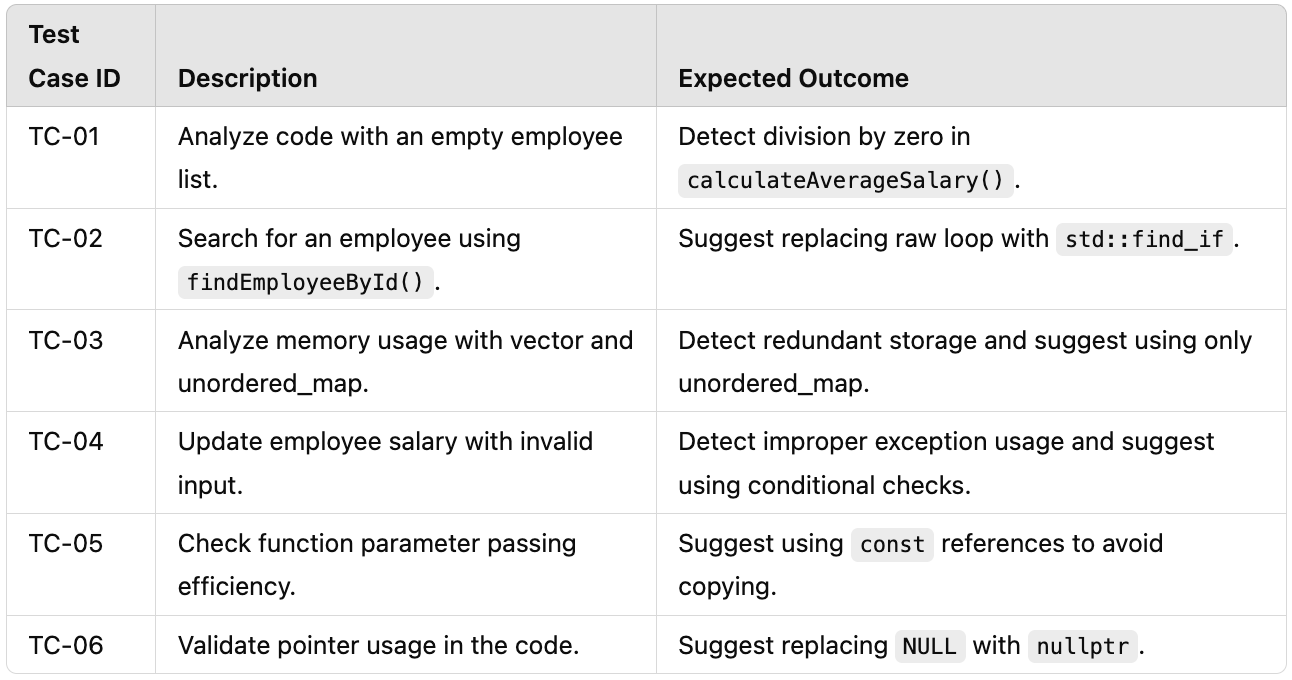 Test
Case ID
Description
Expected Outcome
TC-01
Analyze code with an empty employee
list.
Detect division by zero in
calculateAverageSalary() .
TC-02
Search for an employee using
findEmployeeById() .
Suggest replacing raw loop with std::find_if .
TC-03
Analyze memory usage with vector and
unordered_map.
Detect redundant storage and suggest using only
unordered_map.
TC-04
Update employee salary with invalid
input.
Detect improper exception usage and suggest
using conditional checks.
TC-05
Check function parameter passing
efficiency.
Suggest using const references to avoid
copying.
TC-06
Validate pointer usage in the code.
Suggest replacing NULL with nullptr .